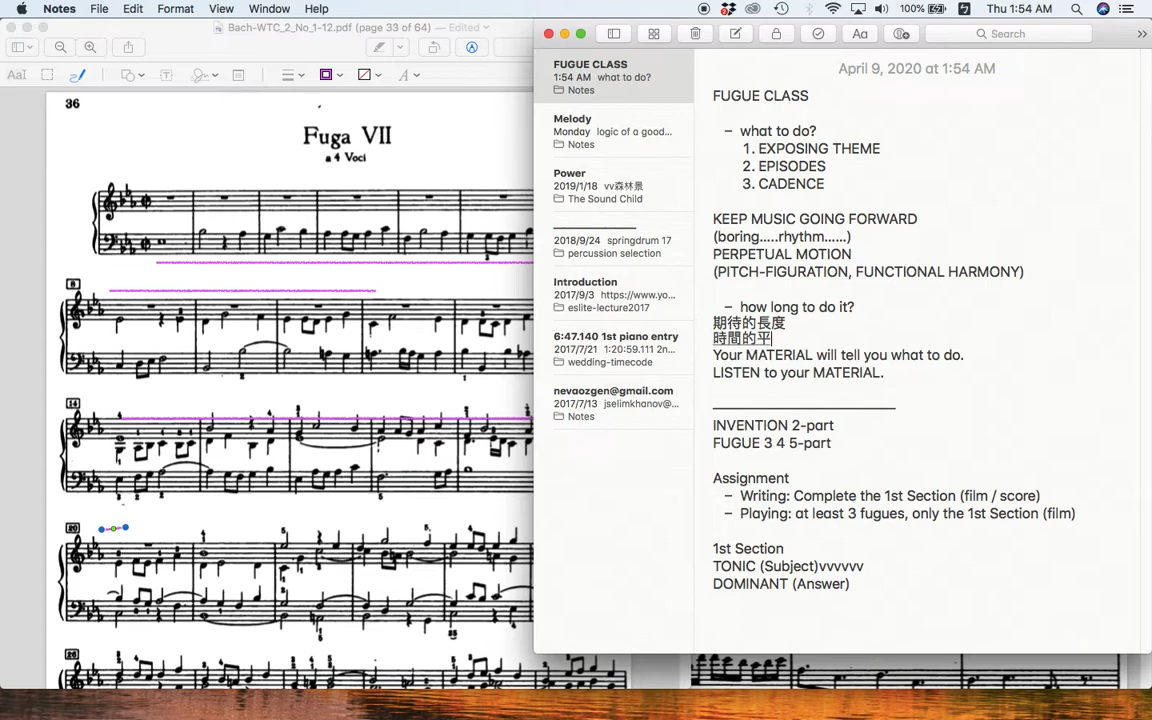 Notes File Edit Format View Window Help
100% Thu 1:54 AM
Bach-WTC_2_No_1-12.pdf (page 33 of 64) — Edited
Search
36
Fuga VII
a 4 Voci
8
14
20
26
FUGUE CLASS
1:54 AM what to do?
Notes
Melody
Monday logic of a good...
Notes
Power
2019/1/18 vv森林景
The Sound Child
2018/9/24 springdrum 17
percussion selection
Introduction
2017/9/3 https://www.yo...
eslite-lecture2017
6:47.140 1st piano entry
2017/7/21 1:20:59.111 2n...
wedding-timecode
nevaozgen@gmail.com
2017/7/13 jselimkhanov@...
Notes
April 9, 2020 at 1:54 AM
FUGUE CLASS
– what to do?
1. EXPOSING THEME
2. EPISODES
3. CADENCE
KEEP MUSIC GOING FORWARD
(boring.....rhythm......)
PERPETUAL MOTION
(PITCH-FIGURATION, FUNCTIONAL HARMONY)
– how long to do it?
期待的長度
時間的平
Your MATERIAL will tell you what to do.
LISTEN to your MATERIAL.
INVENTION 2-part
FUGUE 3 4 5-part
Assignment
– Writing: Complete the 1st Section (film / score)
– Playing: at least 3 fugues, only the 1st Section (film)
1st Section
TONIC (Subject)vvvvvv
DOMINANT (Answer)